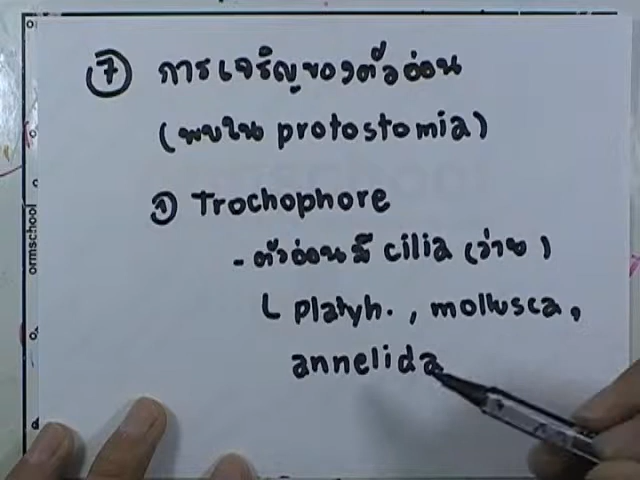 ⑦ การเจริญของตัวอ่อน
(พบใน protostomia)
① Trochophore
- ตัวอ่อนมี cilia (ว่าย)
└ platyh. , mollusca,
annelida
ormschool